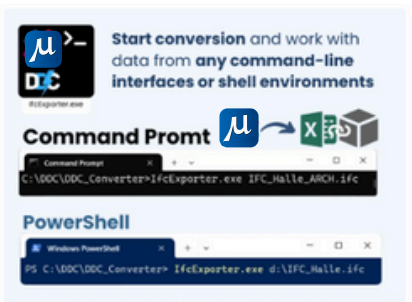 µ >_
DDC
IfcExporter.exe
Start conversion and work with
data from any command-line
interfaces or shell environments
Command Promt µ X
Command Prompt × + ⌄ − □ ×
C:\DDC\DDC_Converter>IfcExporter.exe IFC_Halle_ARCH.ifc
PowerShell
Windows PowerShell × + ⌄ − □ ×
PS C:\DDC\DDC_Converter> IfcExporter.exe d:\IFC_Halle.ifc